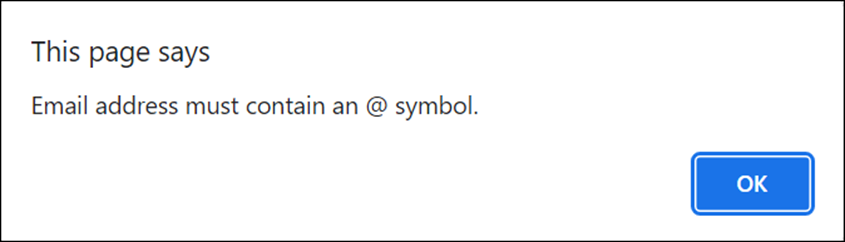 This page says
Email address must contain an @ symbol.
OK